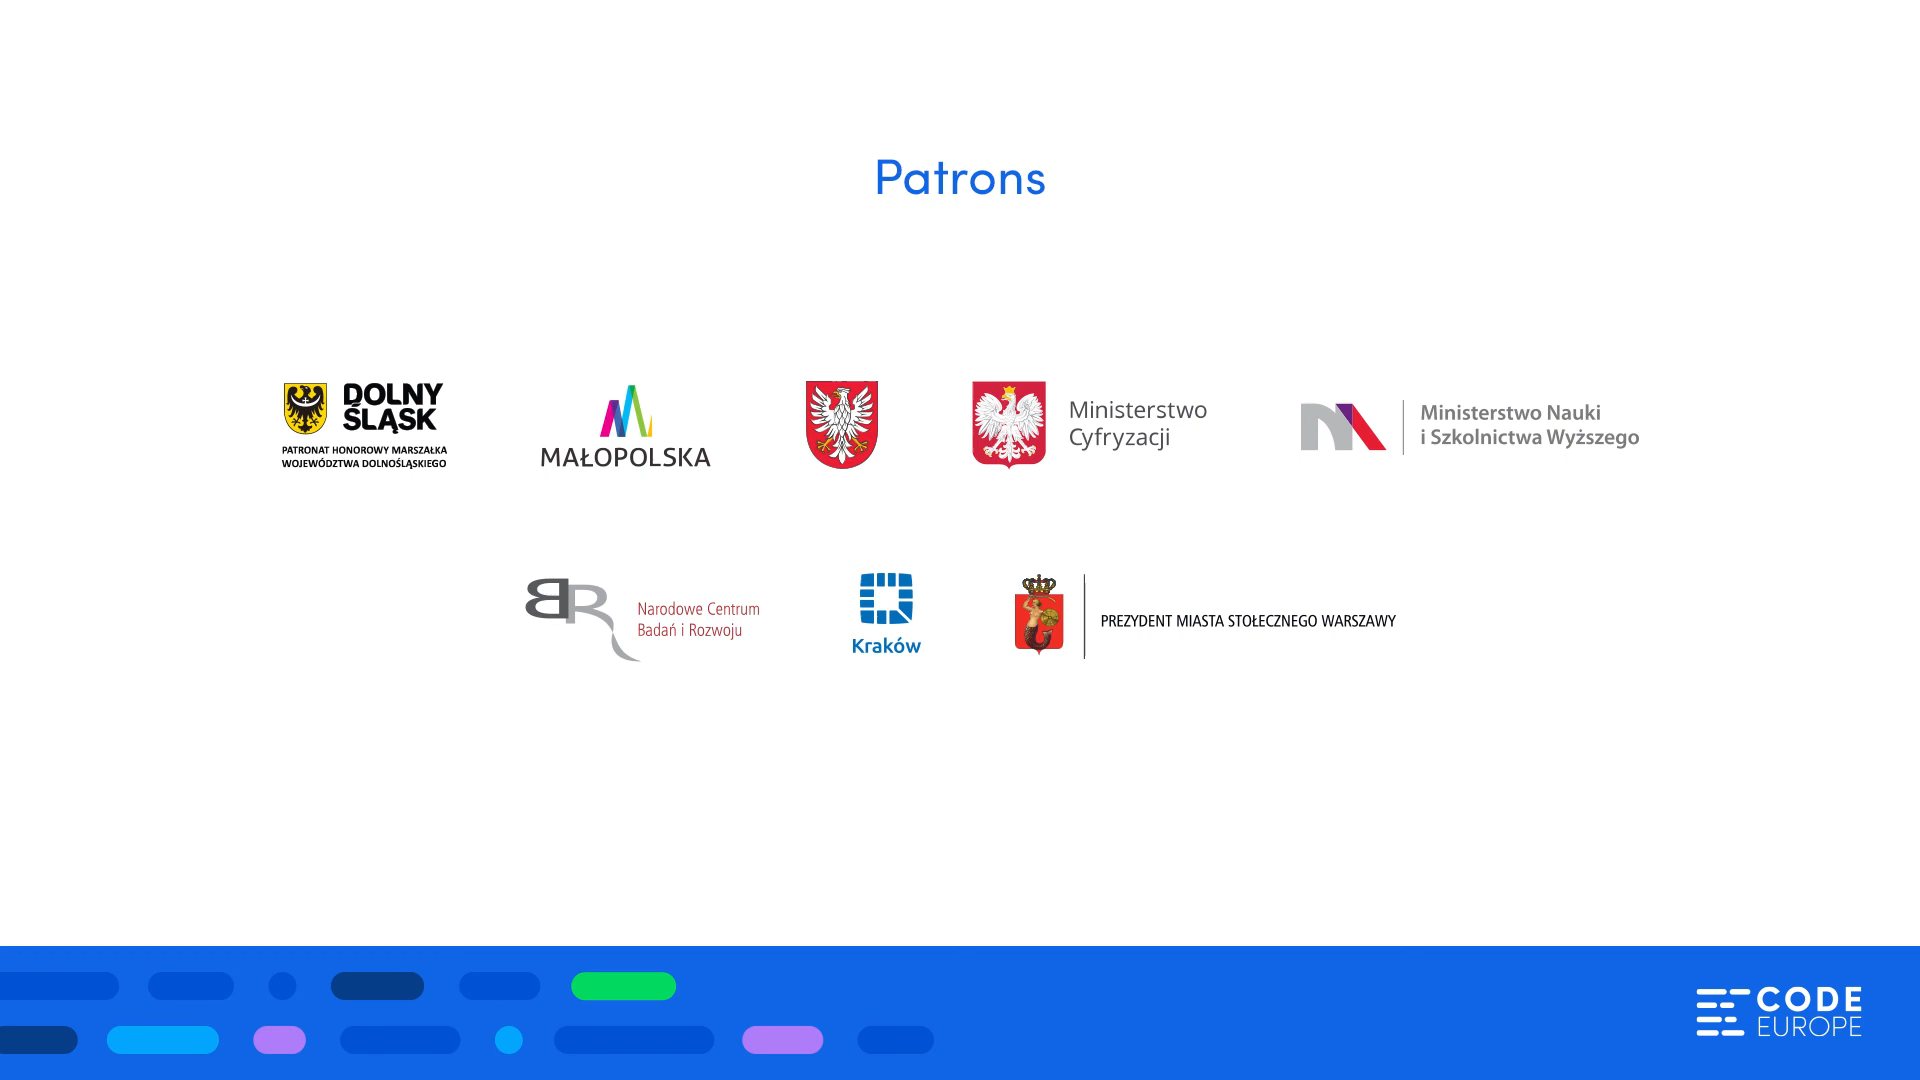 Patrons
DOLNY
ŚLĄSK
PATRONAT HONOROWY MARSZAŁKA
WOJEWÓDZTWA DOLNOŚLĄSKIEGO
MAŁOPOLSKA
Ministerstwo
Cyfryzacji
Ministerstwo Nauki
i Szkolnictwa Wyższego
BR
Narodowe Centrum
Badań i Rozwoju
Kraków
PREZYDENT MIASTA STOŁECZNEGO WARSZAWY
CODE
EUROPE